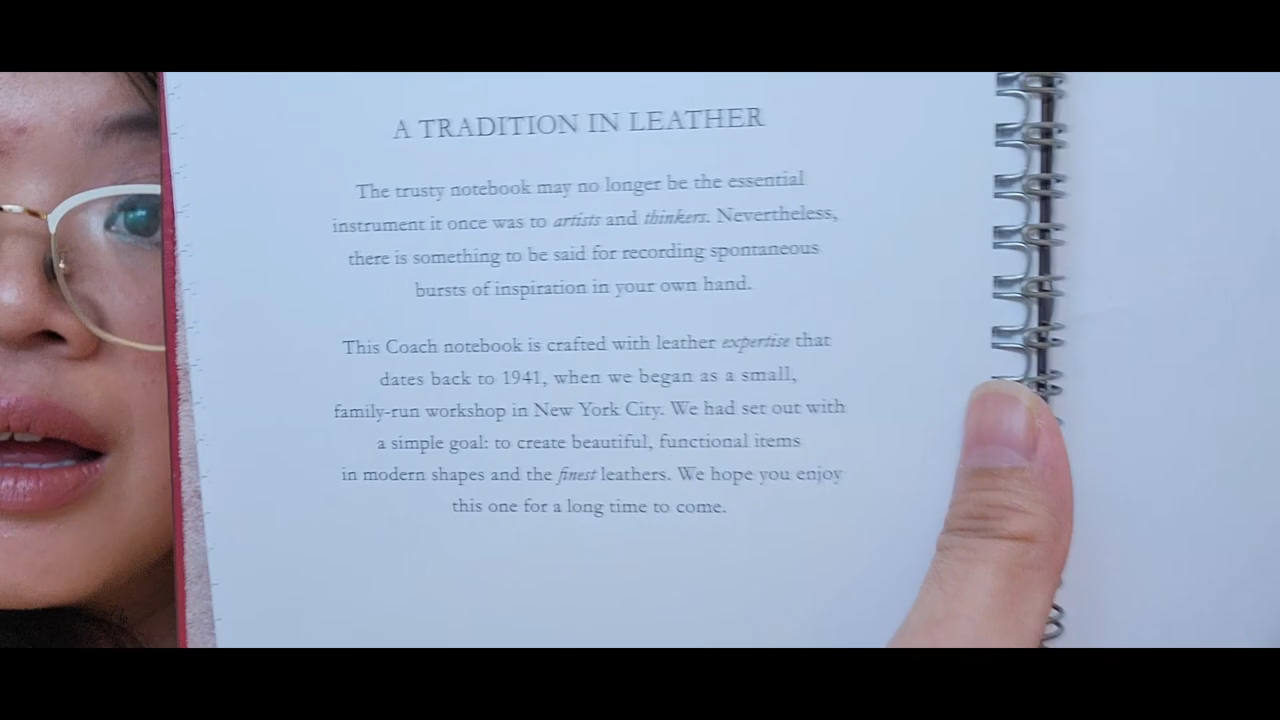 A TRADITION IN LEATHER
The trusty notebook may no longer be the essential
instrument it once was to artists and thinkers. Nevertheless,
there is something to be said for recording spontaneous
bursts of inspiration in your own hand.
This Coach notebook is crafted with leather expertise that
dates back to 1941, when we began as a small,
family-run workshop in New York City. We had set out with
a simple goal: to create beautiful, functional items
in modern shapes and the finest leathers. We hope you enjoy
this one for a long time to come.